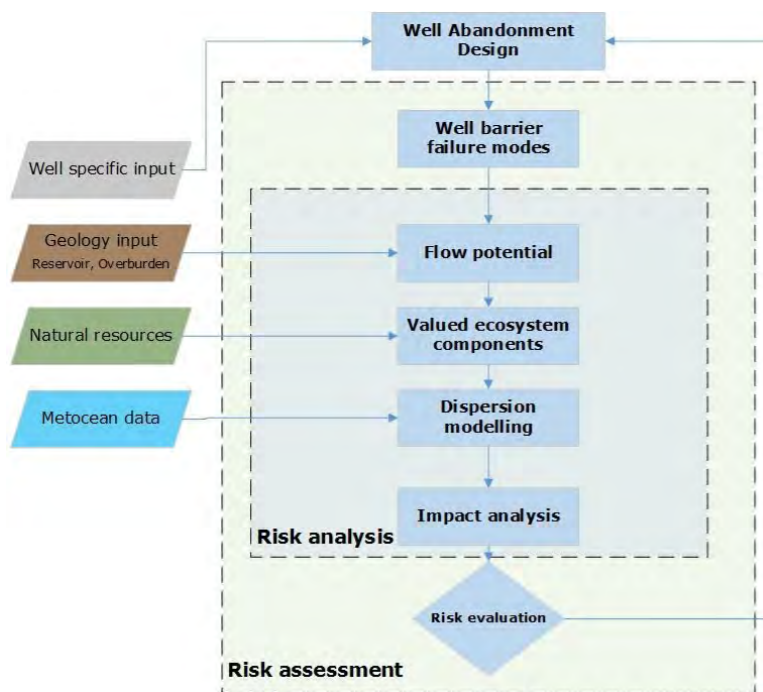 Well Abandonment
Design
Well barrier
failure modes
Well specific input
Geology input
Reservoir, Overburden
Flow potential
Natural resources
Valued ecosystem
components
Metocean data
Dispersion
modelling
Impact analysis
Risk analysis
Risk evaluation
Risk assessment